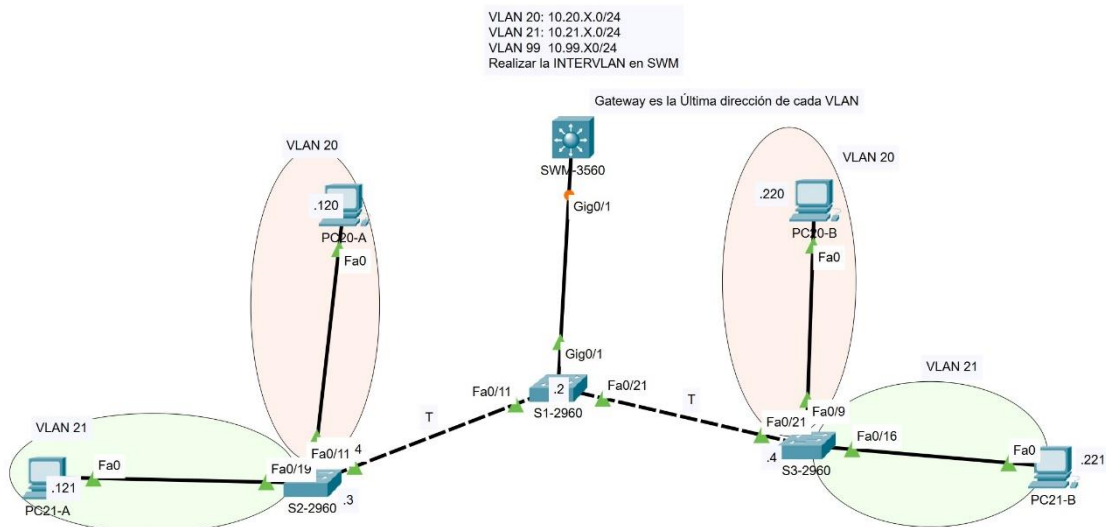 VLAN 20: 10.20.X.0/24
VLAN 21: 10.21.X.0/24
VLAN 99 10.99.X0/24
Realizar la INTERVLAN en SWM
Gateway es la Última dirección de cada VLAN
SWM-3560
Gig0/1
VLAN 20
.120
PC20-A
Fa0
VLAN 20
.220
PC20-B
Fa0
Gig0/1
Fa0/11
.2
Fa0/21
S1-2960
T
T
VLAN 21
Fa0
.121
PC21-A
Fa0/19
Fa0/11
4
S2-2960
.3
VLAN 21
Fa0/21
Fa0/9
Fa0/16
.4
S3-2960
Fa0
.221
PC21-B